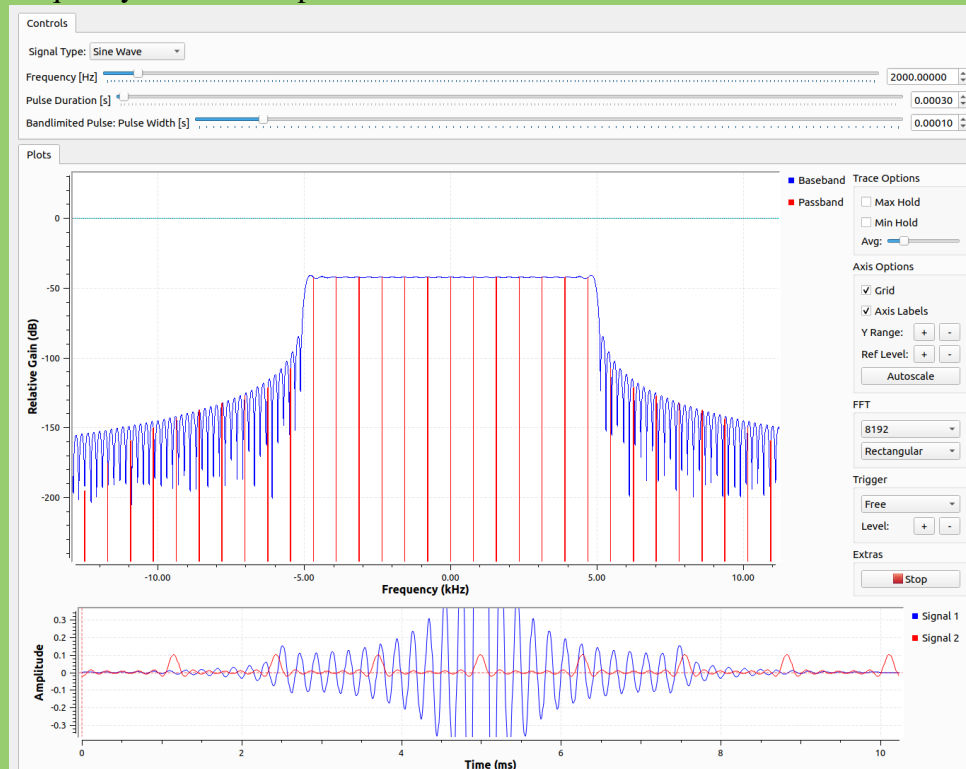 Controls
Signal Type: Sine Wave
Frequency [Hz] 2000.00000
Pulse Duration [s] 0.00030
Bandlimited Pulse: Pulse Width [s] 0.00010
Plots
Baseband
Passband
0
-50
-100
-150
-200
Relative Gain (dB)
-10.00 -5.00 0.00 5.00 10.00
Frequency (kHz)
Trace Options
Max Hold
Min Hold
Avg:
Axis Options
Grid
Axis Labels
Y Range: + -
Ref Level: + -
Autoscale
FFT
8192
Rectangular
Trigger
Free
Level: + -
Extras
Stop
Signal 1
Signal 2
0.3
0.2
0.1
0
-0.1
-0.2
-0.3
Amplitude
0 2 4 6 8 10
Time (ms)